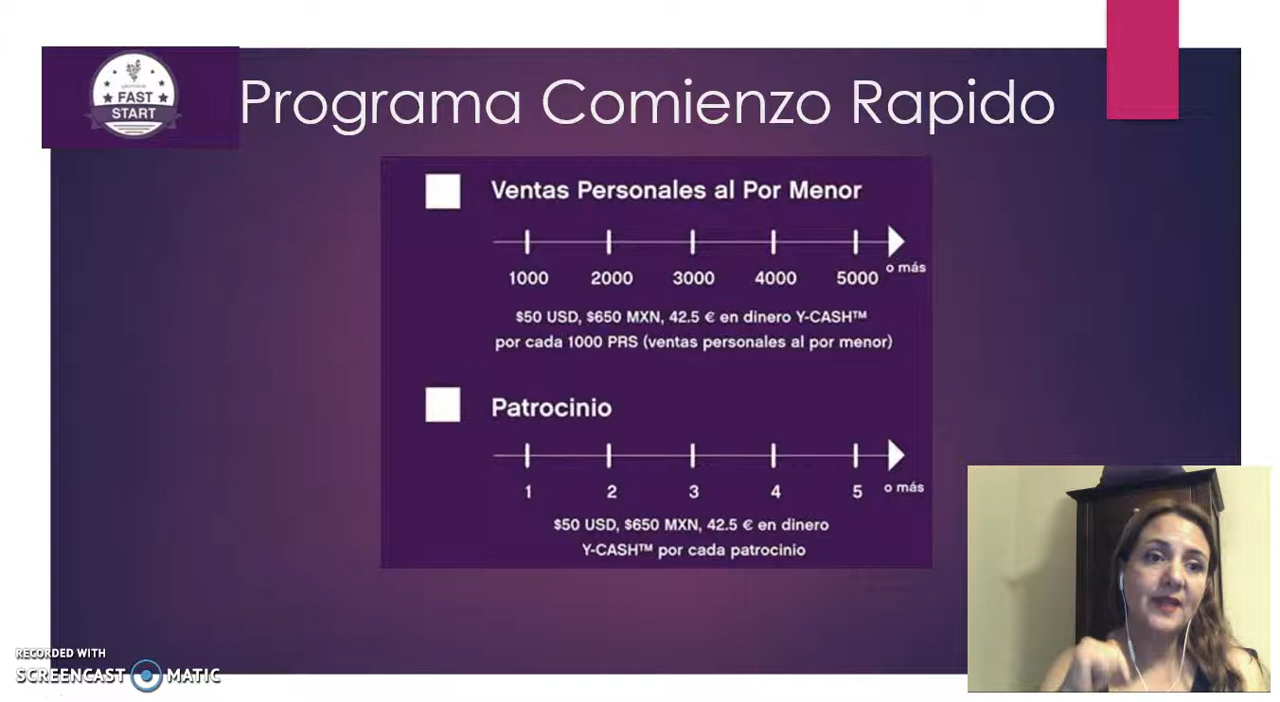 FAST
START
Programa Comienzo Rapido
Ventas Personales al Por Menor
1000 2000 3000 4000 5000 o más
$50 USD, $650 MXN, 42.5 € en dinero Y-CASH™
por cada 1000 PRS (ventas personales al por menor)
Patrocinio
1 2 3 4 5 o más
$50 USD, $650 MXN, 42.5 € en dinero
Y-CASH™ por cada patrocinio
RECORDED WITH
SCREENCAST MATIC